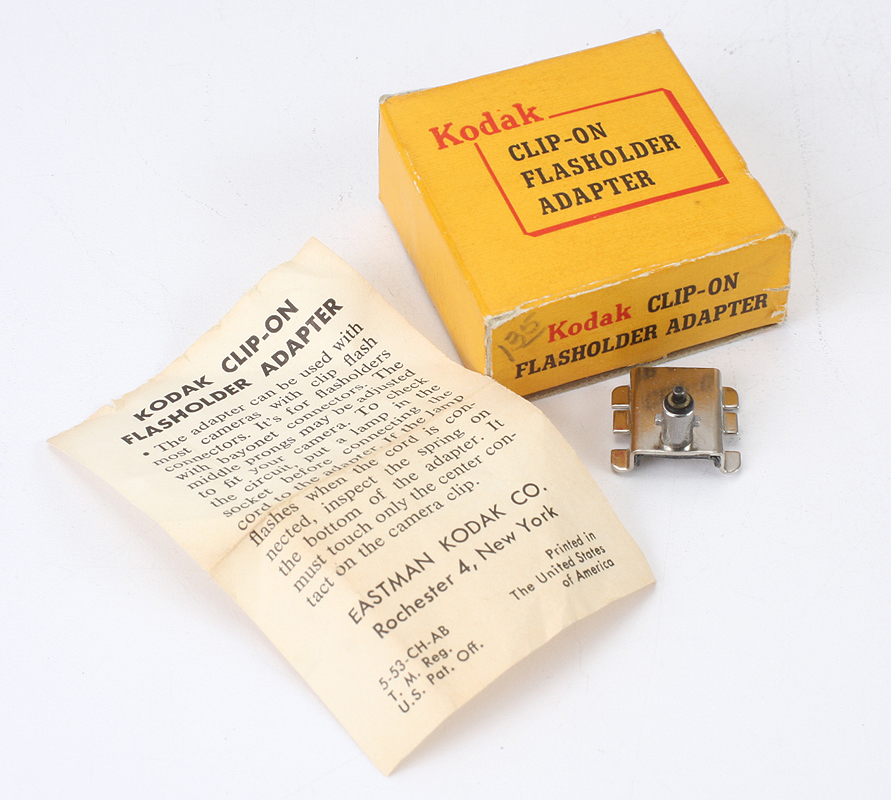 Kodak
CLIP-ON
FLASHOLDER
ADAPTER
135
Kodak CLIP-ON
FLASHOLDER ADAPTER
KODAK CLIP-ON
FLASHOLDER ADAPTER
• The adapter can be used with
most cameras with clip flash
connectors. It's for flasholders
with bayonet connectors. The
middle prongs may be adjusted
to fit your camera. To check
the circuit, put a lamp in the
socket before connecting the
cord to the adapter. If the lamp
flashes when the cord is con-
nected, inspect the spring on
the bottom of the adapter. It
must touch only the center con-
tact on the camera clip.
EASTMAN KODAK CO.
Rochester 4, New York
5-53-CH-AB
T. M. Reg.
U.S. Pat. Off.
Printed in
The United States
of America